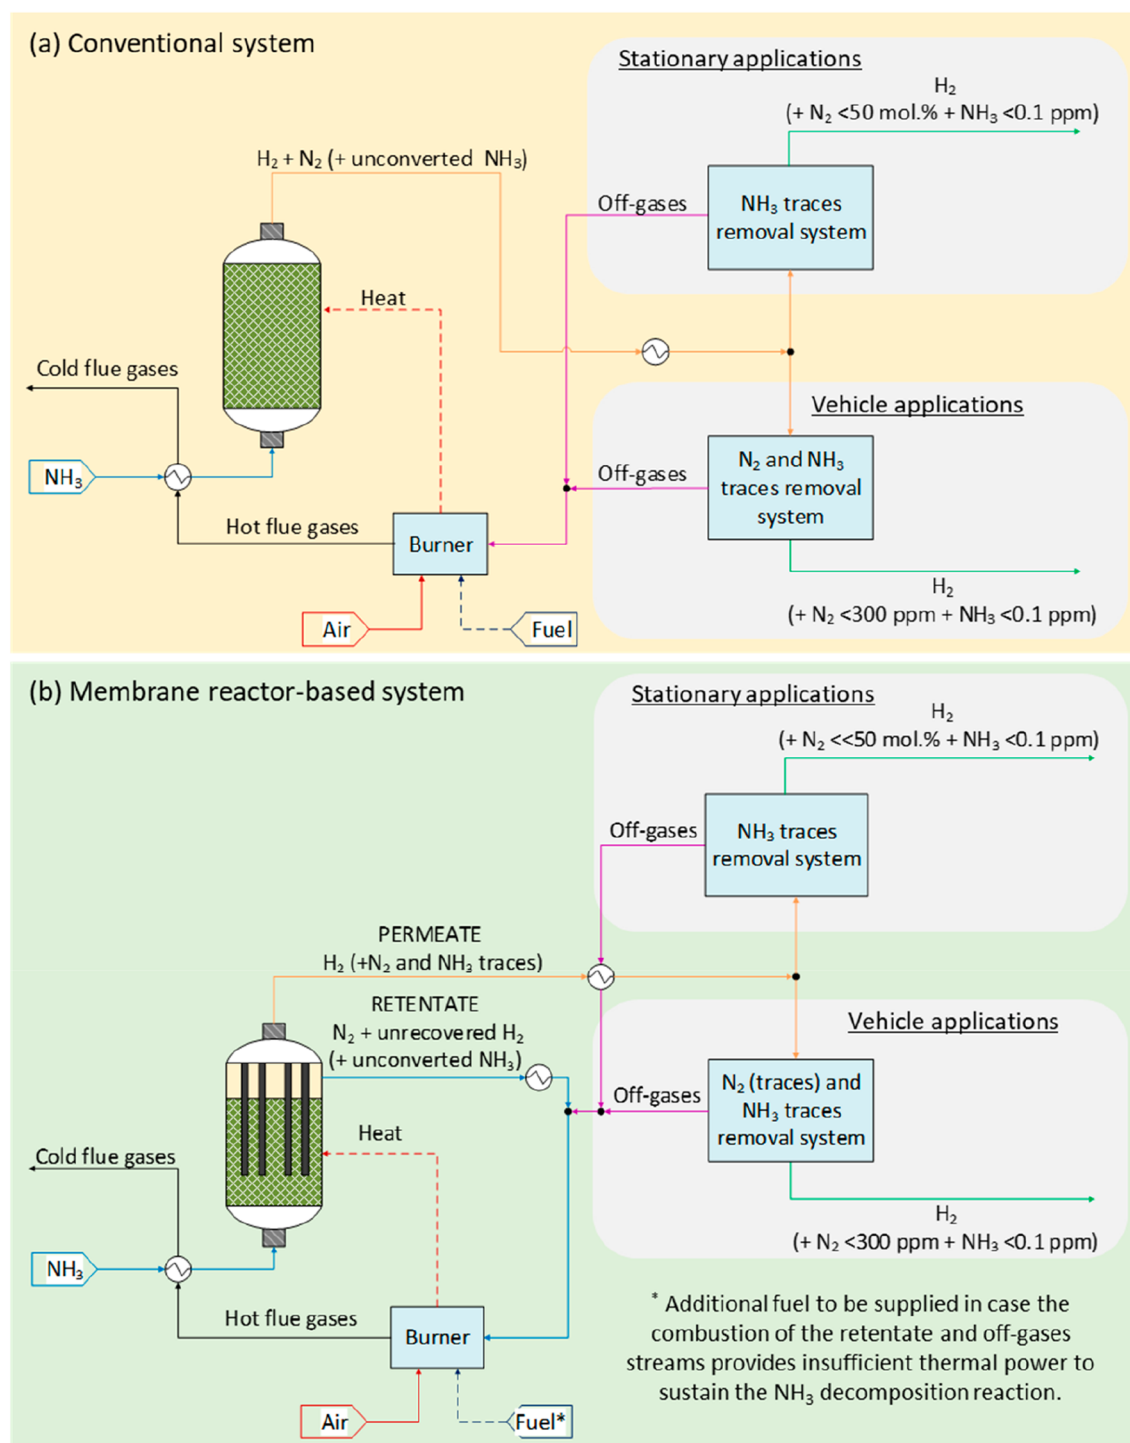 (a) Conventional system
Stationary applications
H₂
(+ N₂ <50 mol.% + NH₃ <0.1 ppm)
H₂ + N₂ (+ unconverted NH₃)
Off-gases
NH₃ traces
removal system
Heat
Cold flue gases
Vehicle applications
NH₃
Off-gases
N₂ and NH₃
traces removal
system
Hot flue gases
Burner
H₂
(+ N₂ <300 ppm + NH₃ <0.1 ppm)
Air
Fuel
(b) Membrane reactor-based system
Stationary applications
H₂
(+ N₂ <<50 mol.% + NH₃ <0.1 ppm)
Off-gases
NH₃ traces
removal system
PERMEATE
H₂ (+N₂ and NH₃ traces)
RETENTATE
N₂ + unrecovered H₂
(+ unconverted NH₃)
Vehicle applications
Off-gases
N₂ (traces) and
NH₃ traces
removal system
Heat
Cold flue gases
H₂
(+ N₂ <300 ppm + NH₃ <0.1 ppm)
NH₃
Hot flue gases
Burner
* Additional fuel to be supplied in case the
combustion of the retentate and off-gases
streams provides insufficient thermal power to
sustain the NH₃ decomposition reaction.
Air
Fuel*